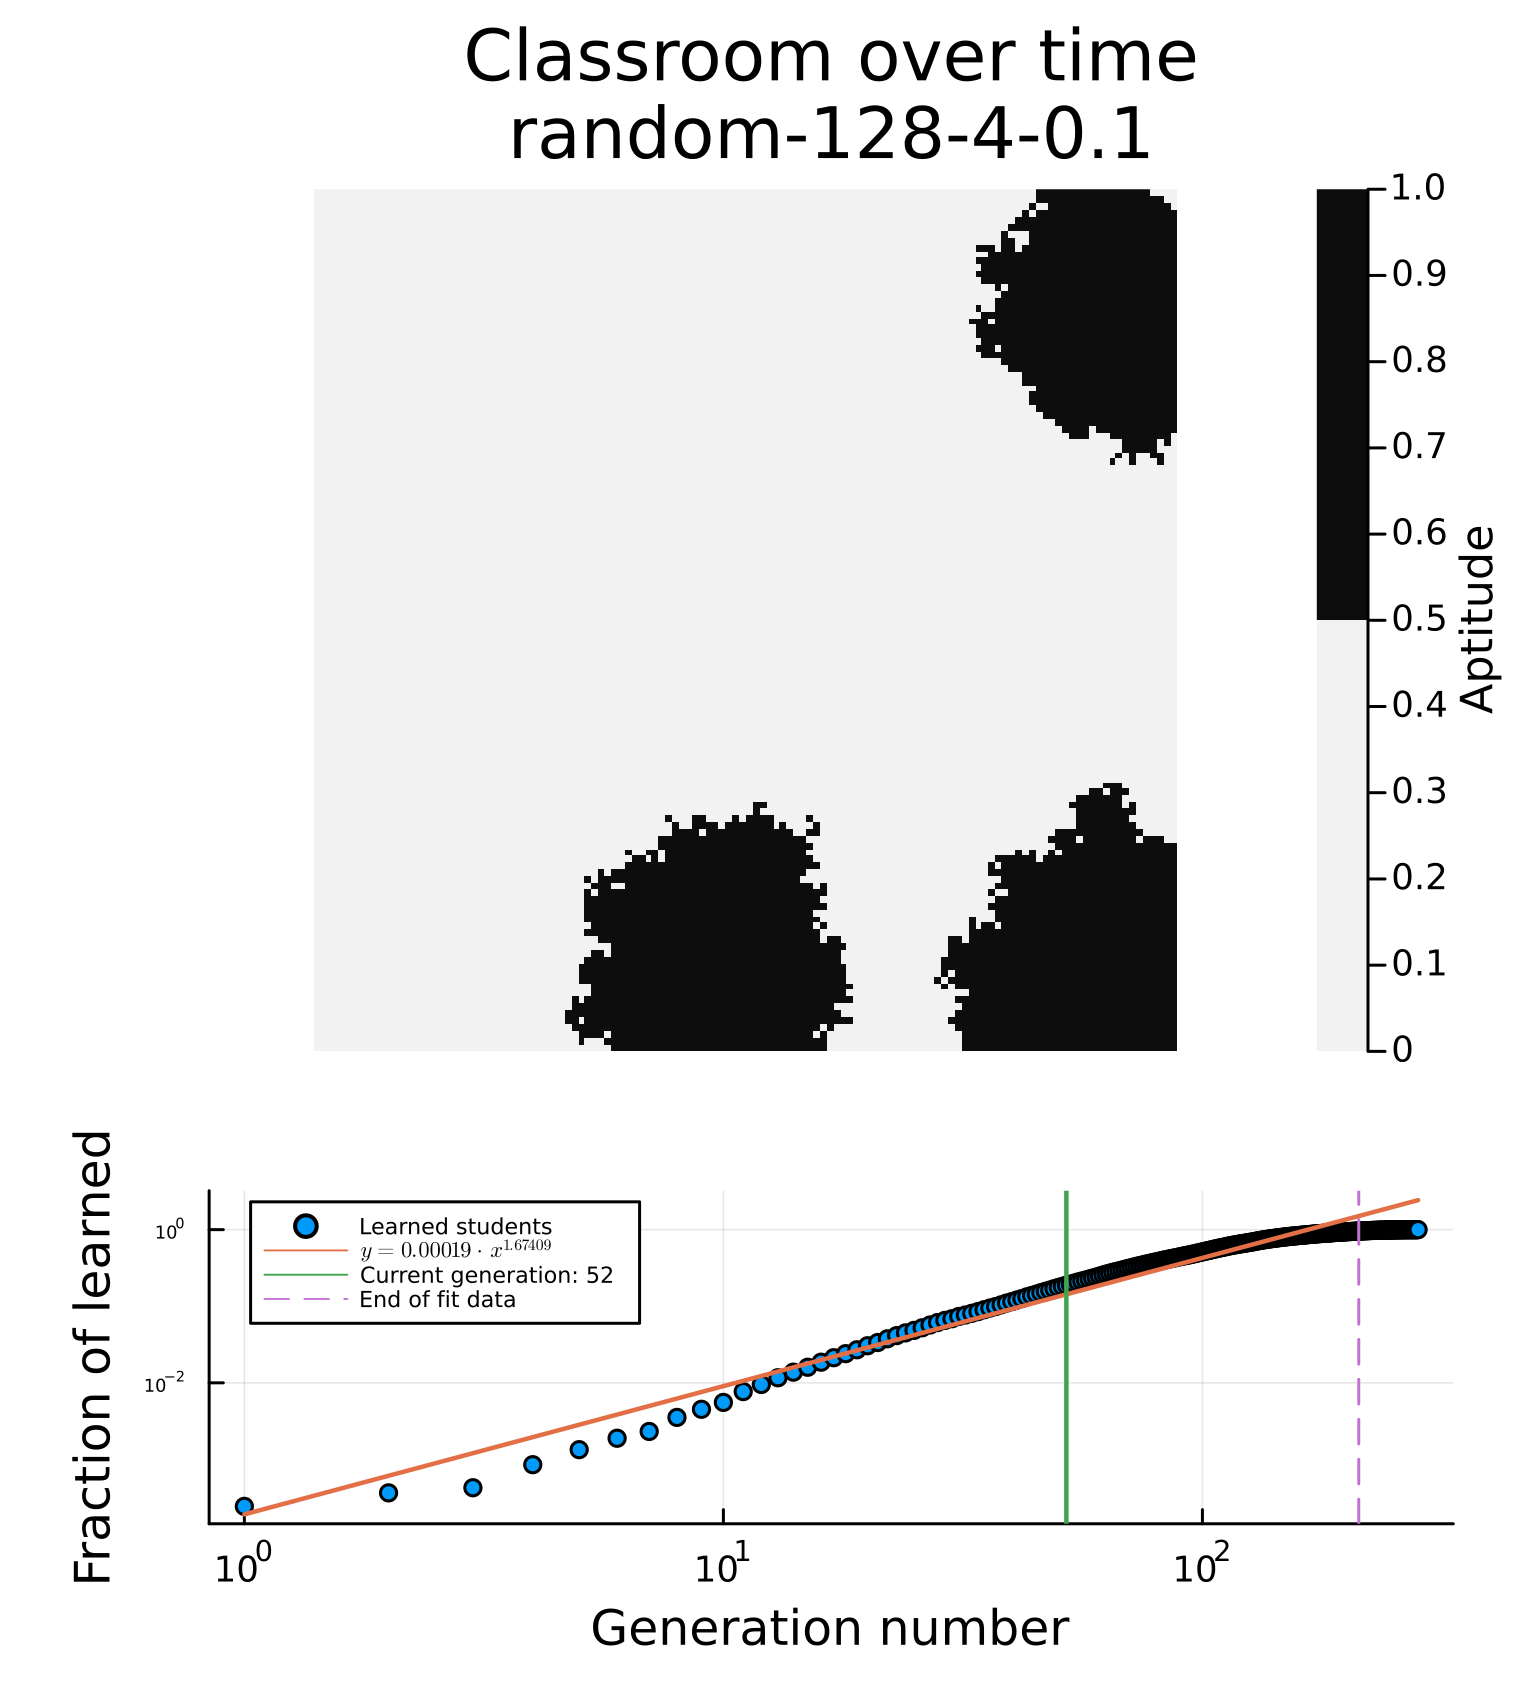 Classroom over time
random-128-4-0.1
1.0
0.9
0.8
0.7
0.6
0.5
0.4
0.3
0.2
0.1
0
Aptitude
Fraction of learned
10⁰
10⁻²
Learned students
y = 0.00019 · x^1.67409
Current generation: 52
End of fit data
10⁰ 10¹ 10²
Generation number